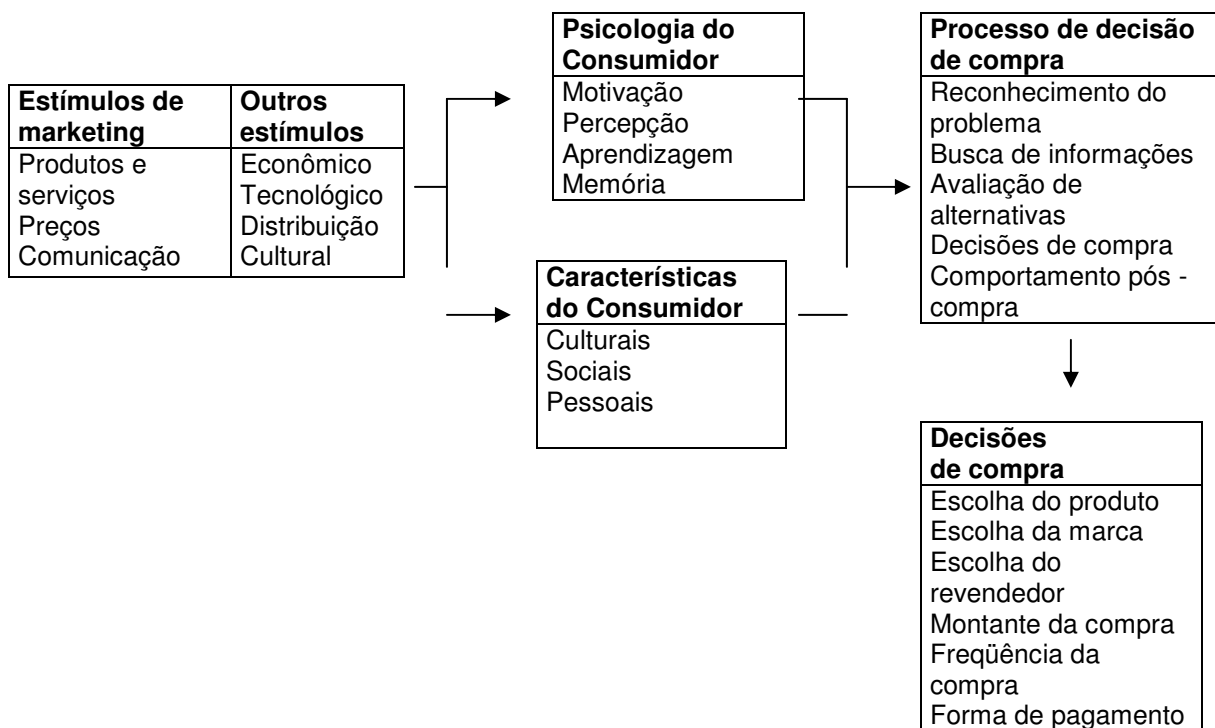 Estímulos de
marketing
Produtos e
serviços
Preços
Comunicação
Outros
estímulos
Econômico
Tecnológico
Distribuição
Cultural
Psicologia do
Consumidor
Motivação
Percepção
Aprendizagem
Memória
Características
do Consumidor
Culturais
Sociais
Pessoais
Processo de decisão
de compra
Reconhecimento do
problema
Busca de informações
Avaliação de
alternativas
Decisões de compra
Comportamento pós -
compra
Decisões
de compra
Escolha do produto
Escolha da marca
Escolha do
revendedor
Montante da compra
Freqüência da
compra
Forma de pagamento